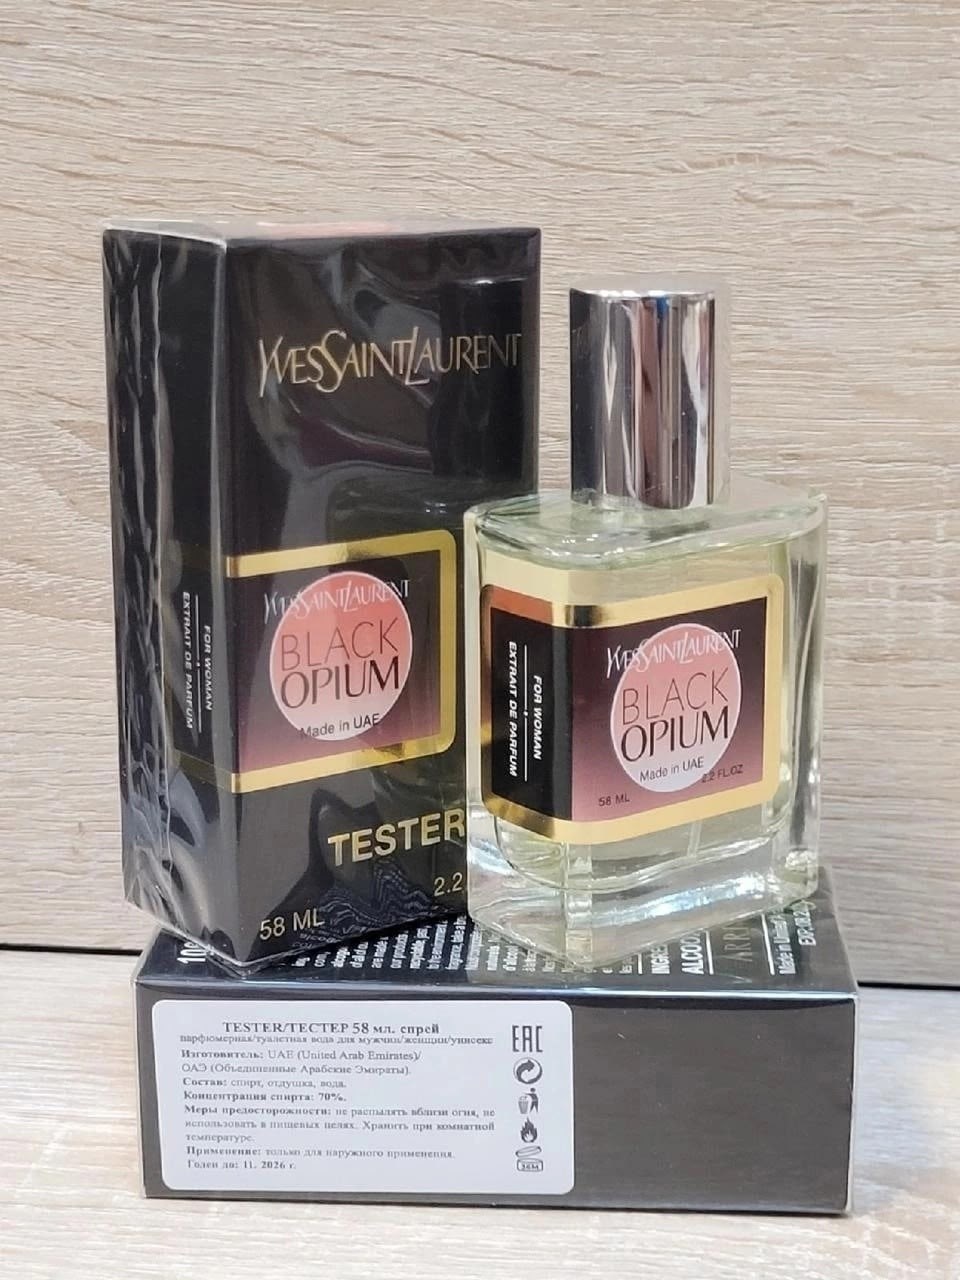 YVESSAINTLAURENT
YVESSAINTLAURENT
BLACK
OPIUM
Made in UAE
FOR WOMAN
EXTRAIT DE PARFUM
TESTER
2.2
58 ML
YVESSAINTLAURENT
BLACK
OPIUM
Made in UAE
2.2 FL.OZ
58 ML
FOR WOMAN
EXTRAIT DE PARFUM
TESTER/ТЕСТЕР 58 мл. спрей
парфюмерная/туалетная вода для мужчин/женщин/унисекс
Изготовитель: UAE (United Arab Emirates)/
ОАЭ (Объединенные Арабские Эмираты).
Состав: спирт, отдушка, вода.
Концентрация спирта: 70%.
Меры предосторожности: не распылять вблизи огня, не
использовать в пищевых целях. Хранить при комнатной
температуре.
Применение: только для наружного применения.
Годен до: 11. 2026 г.
EAC
36M